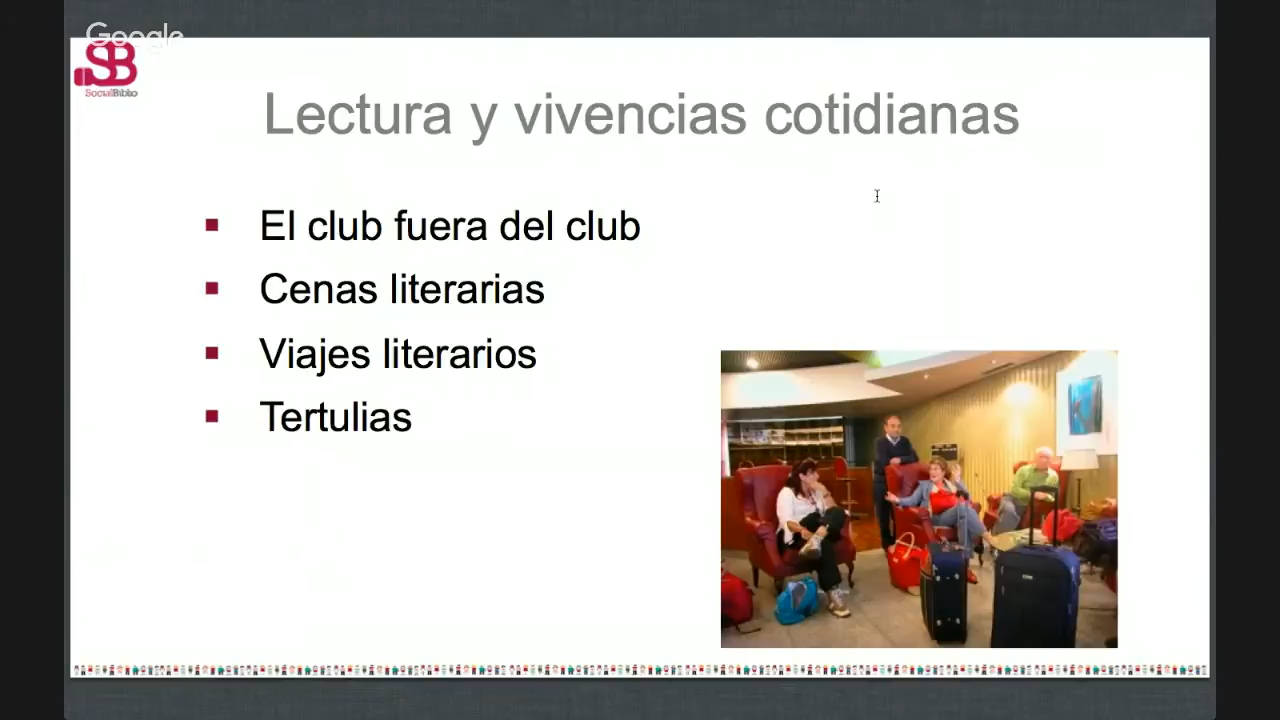 Google
SB
SocialBiblio
Lectura y vivencias cotidianas
El club fuera del club
Cenas literarias
Viajes literarios
Tertulias